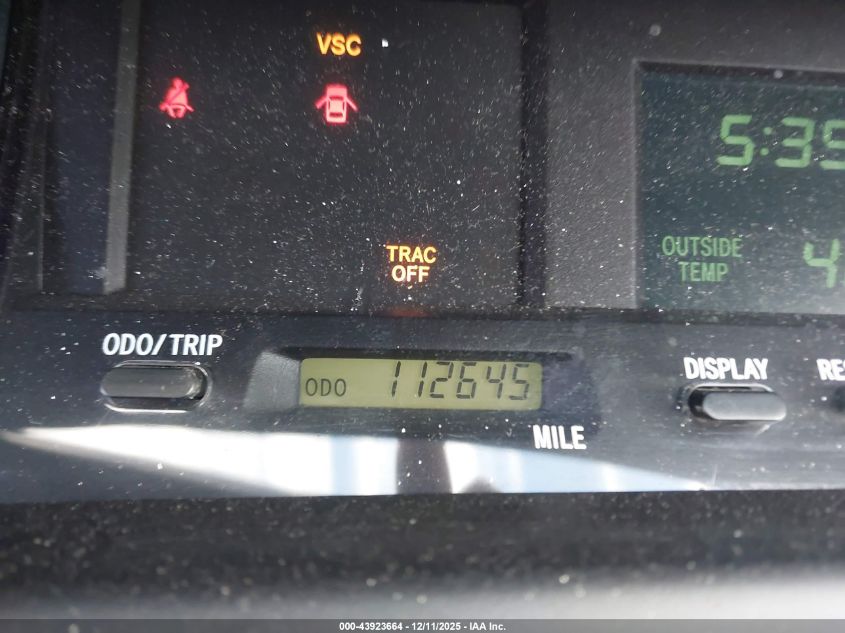 VSC
5:39
OUTSIDE
TEMP
TRAC
OFF
ODO/TRIP
DISPLAY
ODO 112645
MILE
000-43923664 - 12/11/2025 - IAA Inc.